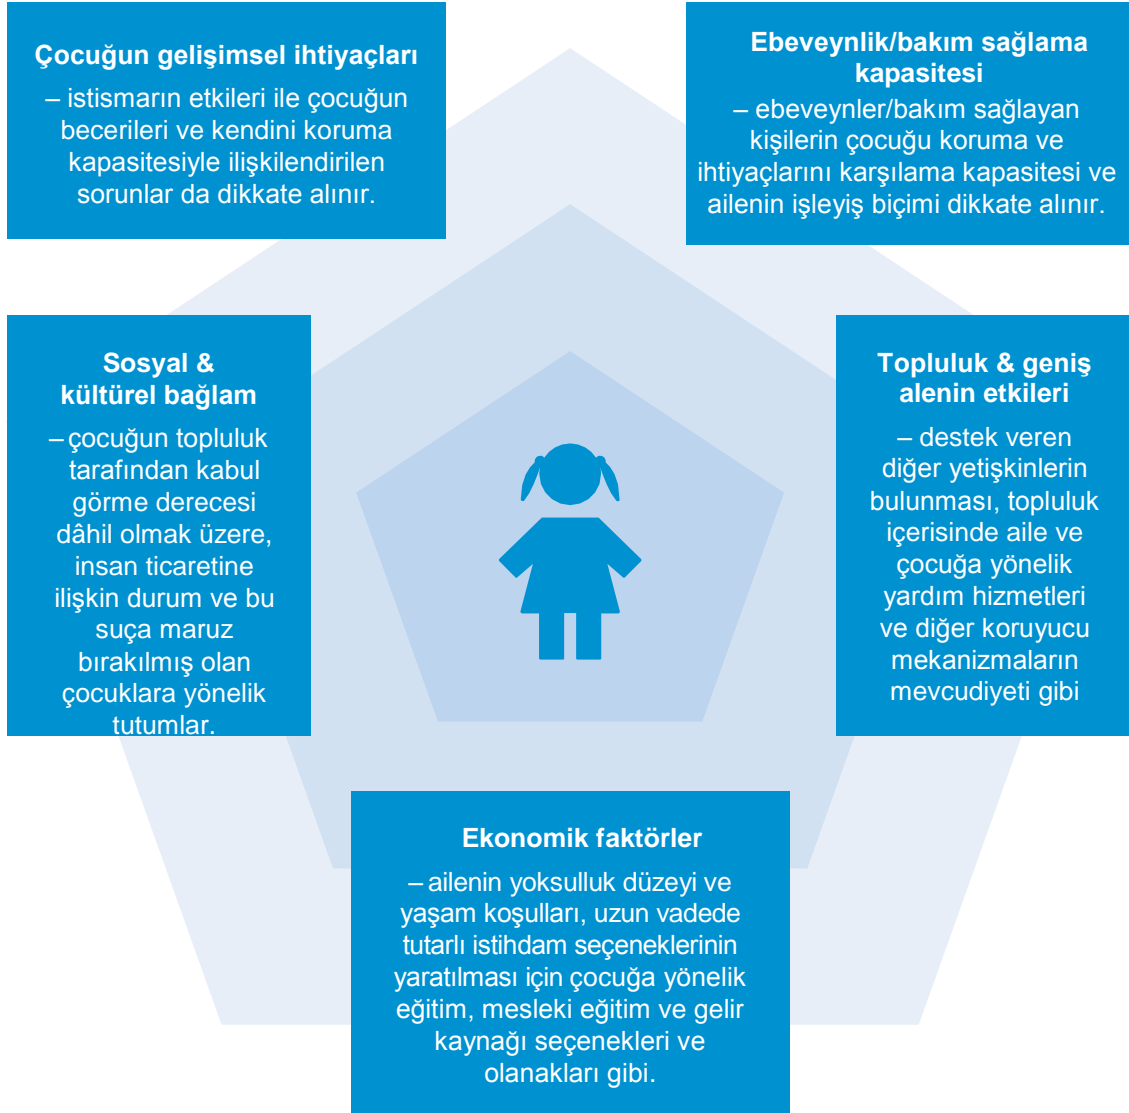 Çocuğun gelişimsel ihtiyaçları
– istismarın etkileri ile çocuğun
becerileri ve kendini koruma
kapasitesiyle ilişkilendirilen
sorunlar da dikkate alınır.
Ebeveynlik/bakım sağlama
kapasitesi
– ebeveynler/bakım sağlayan
kişilerin çocuğu koruma ve
ihtiyaçlarını karşılama kapasitesi ve
ailenin işleyiş biçimi dikkate alınır.
Sosyal &
kültürel bağlam
– çocuğun topluluk
tarafından kabul
görme derecesi
dâhil olmak üzere,
insan ticaretine
ilişkin durum ve bu
suça maruz
bırakılmış olan
çocuklara yönelik
tutumlar.
Topluluk & geniş
alenin etkileri
– destek veren
diğer yetişkinlerin
bulunması, topluluk
içerisinde aile ve
çocuğa yönelik
yardım hizmetleri
ve diğer koruyucu
mekanizmaların
mevcudiyeti gibi
Ekonomik faktörler
– ailenin yoksulluk düzeyi ve
yaşam koşulları, uzun vadede
tutarlı istihdam seçeneklerinin
yaratılması için çocuğa yönelik
eğitim, mesleki eğitim ve gelir
kaynağı seçenekleri ve
olanakları gibi.